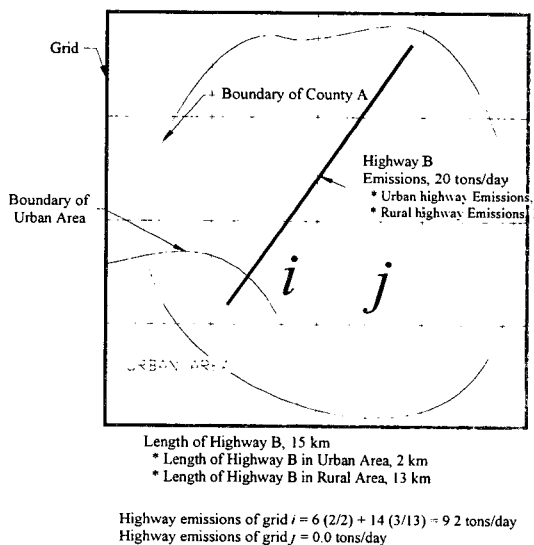 Grid
Boundary of County A
Highway B
Emissions, 20 tons/day
* Urban highway Emissions,
* Rural highway Emissions
Boundary of
Urban Area
i
j
URBAN AREA
Length of Highway B, 15 km
* Length of Highway B in Urban Area, 2 km
* Length of Highway B in Rural Area, 13 km
Highway emissions of grid i = 6 (2/2) + 14 (3/13) = 9.2 tons/day
Highway emissions of grid j = 0.0 tons/day